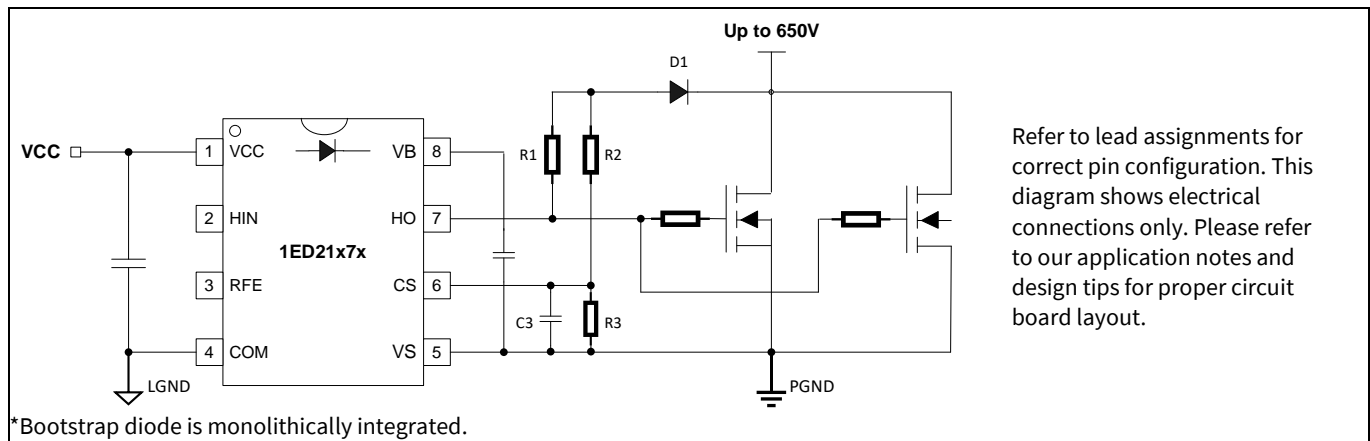 Up to 650V
D1
VCC
1 VCC
VB 8
R1
R2
2 HIN
HO 7
1ED21x7x
3 RFE
CS 6
C3
R3
4 COM
VS 5
LGND
PGND
Refer to lead assignments for
correct pin configuration. This
diagram shows electrical
connections only. Please refer
to our application notes and
design tips for proper circuit
board layout.
*Bootstrap diode is monolithically integrated.